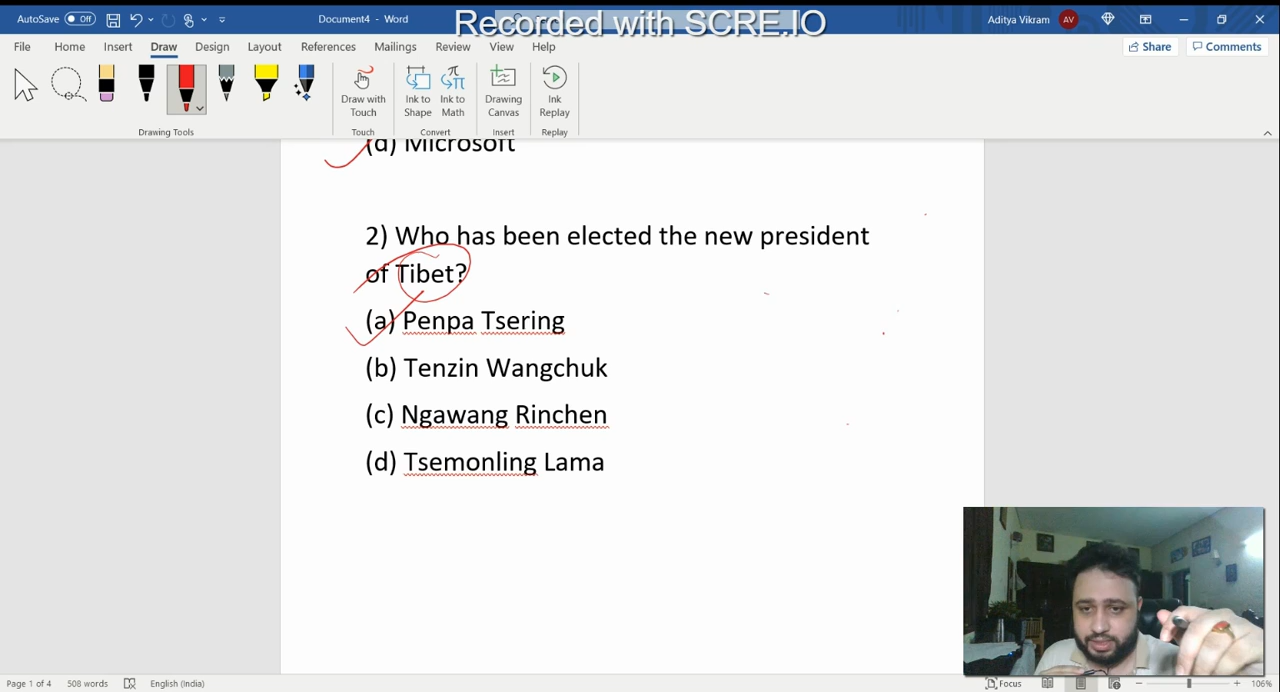 AutoSave Off
Document4 - Word
Recorded with SCRE.IO
Aditya Vikram AV
File Home Insert Draw Design Layout References Mailings Review View Help
Share Comments
Draw with Touch
Ink to Shape
Ink to Math
Drawing Canvas
Ink Replay
Drawing Tools Touch Convert Insert Replay
(d) Microsoft
2) Who has been elected the new president
of Tibet?
(a) Penpa Tsering
(b) Tenzin Wangchuk
(c) Ngawang Rinchen
(d) Tsemonling Lama
Page 1 of 4 508 words English (India) Focus 106%